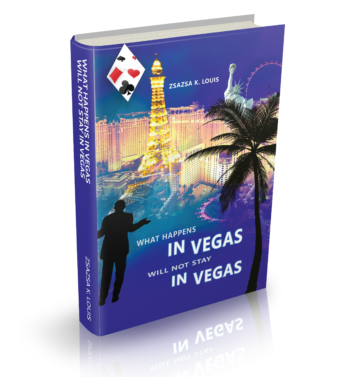 ZSAZSA K. LOUIS
WHAT HAPPENS
IN VEGAS
WILL NOT STAY
IN VEGAS
WHAT HAPPENS IN VEGAS
WILL NOT STAY IN VEGAS
ZSAZSA K. LOUIS